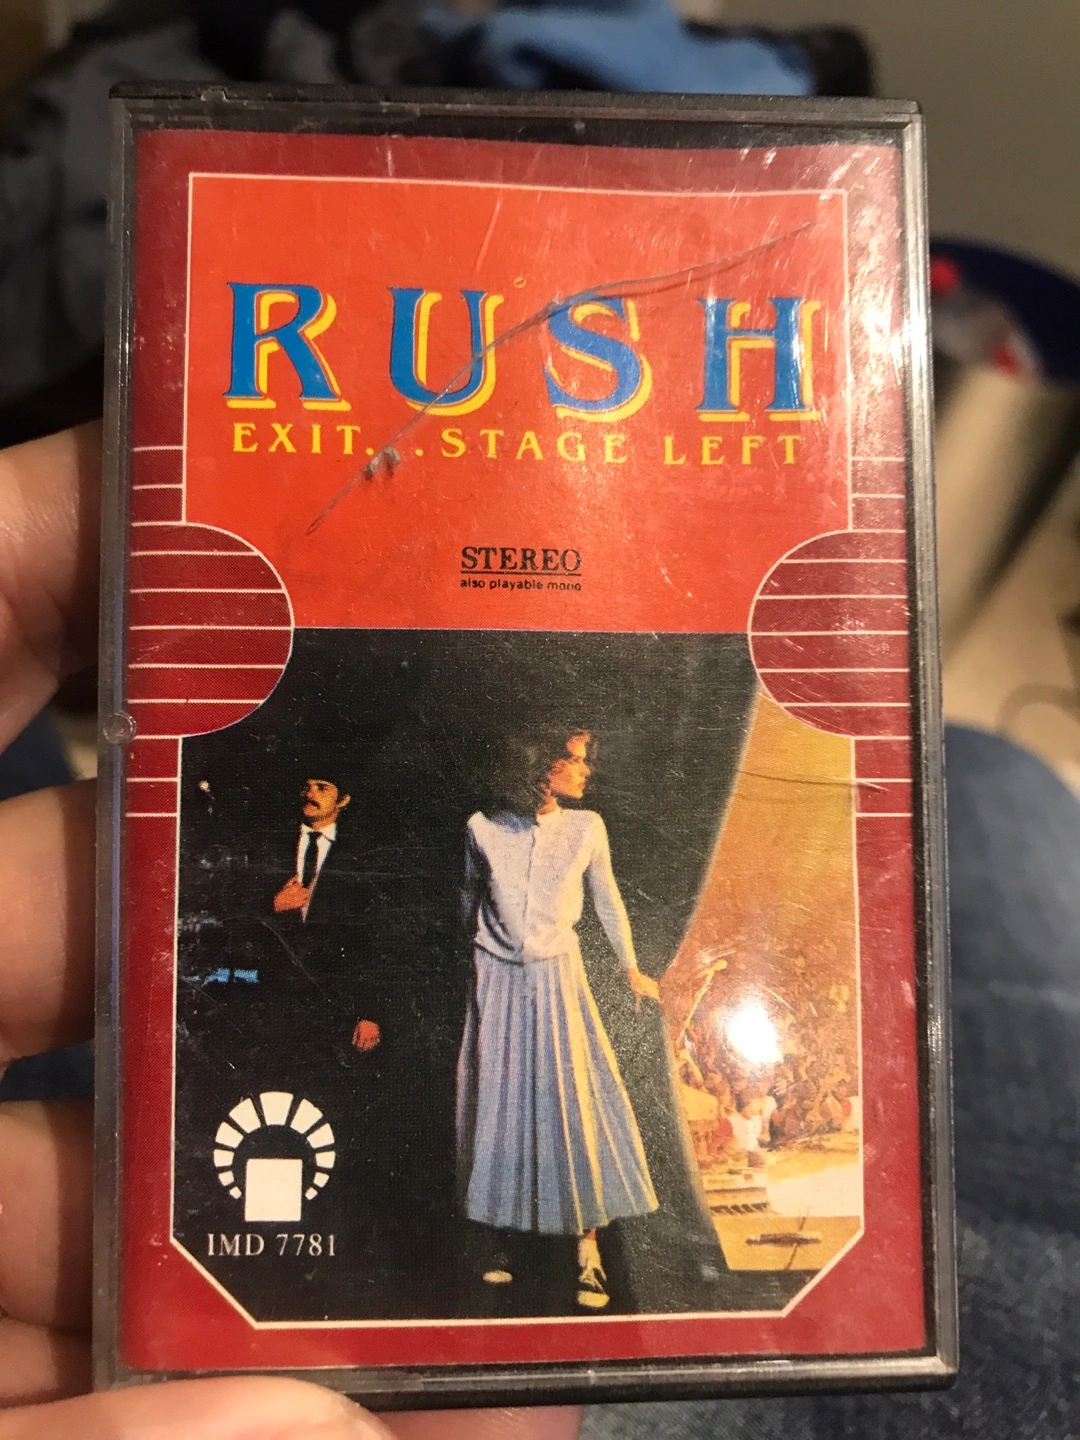 RUSH
EXIT...STAGE LEFT
STEREO
also playable mono
IMD 7781